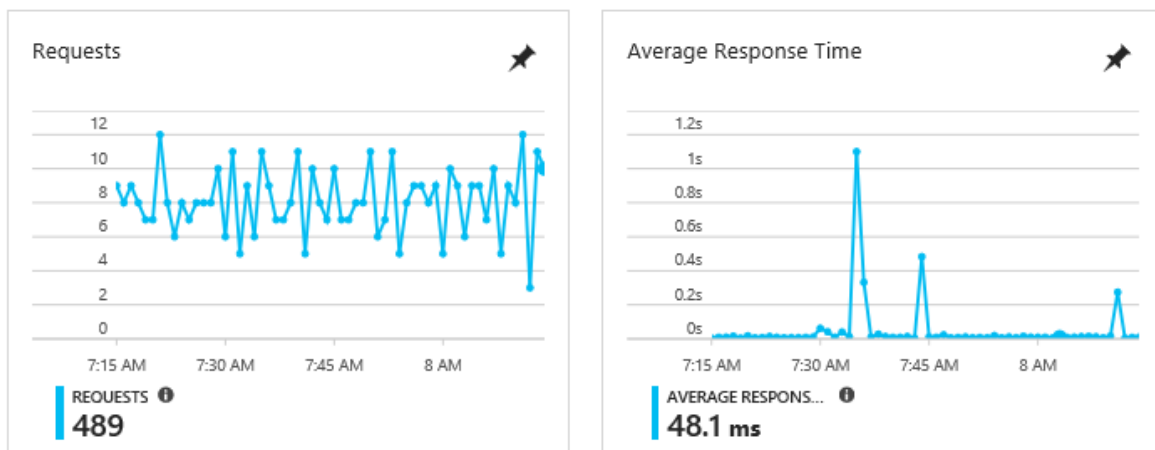 Requests
12
10
8
6
4
2
0
7:15 AM 7:30 AM 7:45 AM 8 AM
REQUESTS
489
Average Response Time
1.2s
1s
0.8s
0.6s
0.4s
0.2s
0s
7:15 AM 7:30 AM 7:45 AM 8 AM
AVERAGE RESPONS...
48.1 ms